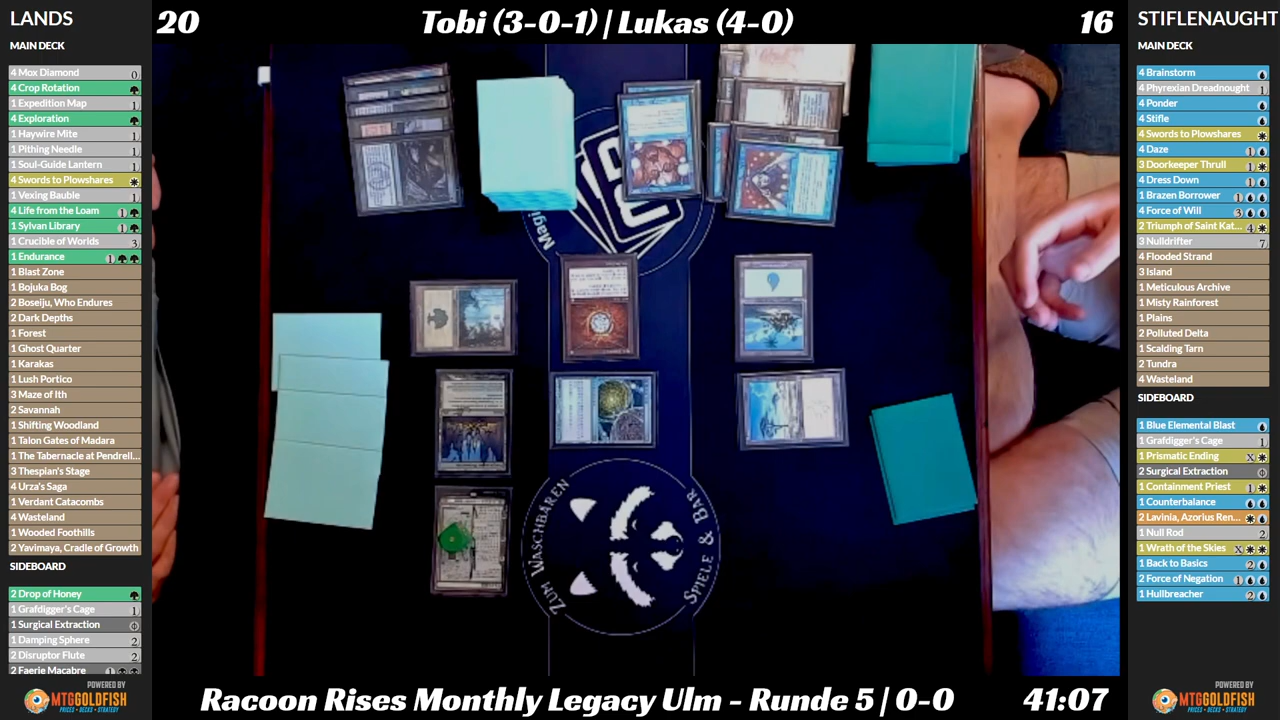 LANDS
20
Tobi (3-0-1) | Lukas (4-0)
16
STIFLENAUGHT
MAIN DECK
4 Mox Diamond 0
4 Crop Rotation
1 Expedition Map 1
4 Exploration
1 Haywire Mite 1
1 Pithing Needle 1
1 Soul-Guide Lantern 1
4 Swords to Plowshares
1 Vexing Bauble 1
4 Life from the Loam 1
1 Sylvan Library 1
1 Crucible of Worlds 3
1 Endurance 1
1 Blast Zone
1 Bojuka Bog
2 Boseiju, Who Endures
2 Dark Depths
1 Forest
1 Ghost Quarter
1 Karakas
1 Lush Portico
3 Maze of Ith
2 Savannah
1 Shifting Woodland
1 Talon Gates of Madara
1 The Tabernacle at Pendrell...
3 Thespian's Stage
4 Urza's Saga
1 Verdant Catacombs
4 Wasteland
1 Wooded Foothills
2 Yavimaya, Cradle of Growth
SIDEBOARD
2 Drop of Honey
1 Grafdigger's Cage 1
1 Surgical Extraction
1 Damping Sphere 2
2 Disruptor Flute 2
2 Faerie Macabre 1
POWERED BY
MTGGOLDFISH
PRICES • DECKS • STRATEGY
Magi
ZUM WASCHBÄREN
SPIELE & BAR
MAIN DECK
4 Brainstorm
4 Phyrexian Dreadnought 1
4 Ponder
4 Stifle
4 Swords to Plowshares
4 Daze 1
3 Doorkeeper Thrull 1
4 Dress Down 1
1 Brazen Borrower 1
4 Force of Will 3
2 Triumph of Saint Kat... 4
3 Nulldrifter 7
4 Flooded Strand
3 Island
1 Meticulous Archive
1 Misty Rainforest
1 Plains
2 Polluted Delta
1 Scalding Tarn
2 Tundra
4 Wasteland
SIDEBOARD
1 Blue Elemental Blast
1 Grafdigger's Cage 1
1 Prismatic Ending X
2 Surgical Extraction
1 Containment Priest 1
1 Counterbalance
2 Lavinia, Azorius Ren...
1 Null Rod 2
1 Wrath of the Skies X
1 Back to Basics 2
2 Force of Negation 1
1 Hullbreacher 2
POWERED BY
MTGGOLDFISH
PRICES • DECKS • STRATEGY
Racoon Rises Monthly Legacy Ulm - Runde 5 | 0-0
41:07